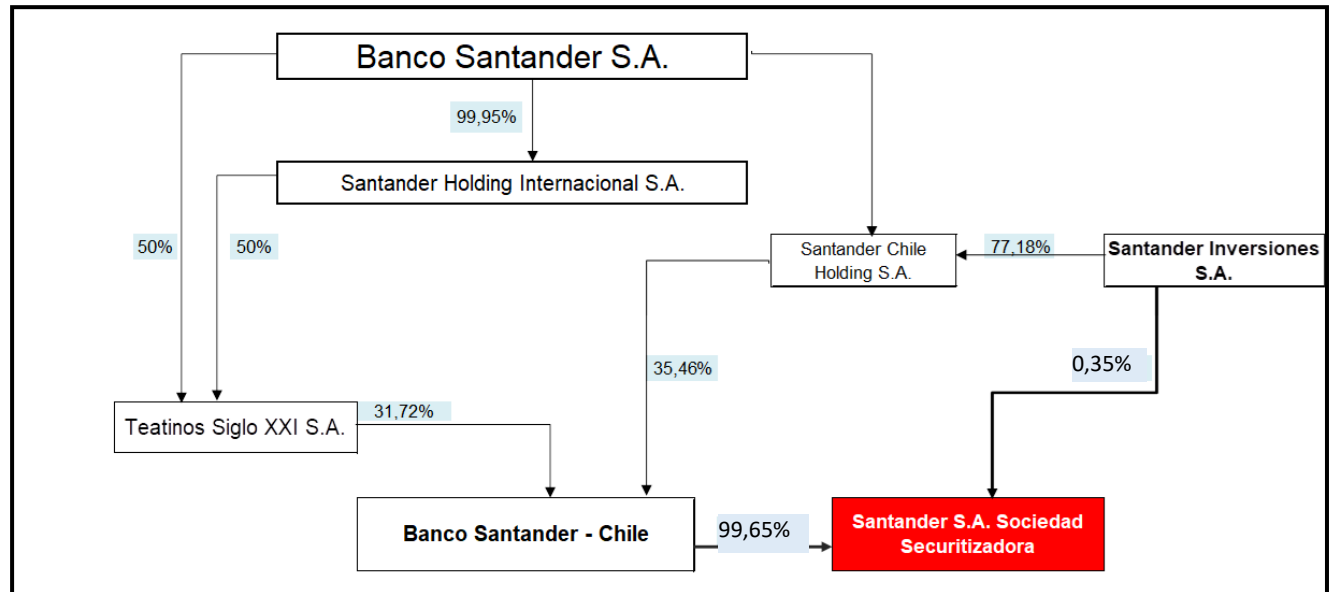 Banco Santander S.A.
99,95%
Santander Holding Internacional S.A.
50%
50%
Santander Chile
Holding S.A.
77,18%
Santander Inversiones
S.A.
35,46%
0,35%
Teatinos Siglo XXI S.A.
31,72%
Banco Santander - Chile
99,65%
Santander S.A. Sociedad
Securitizadora